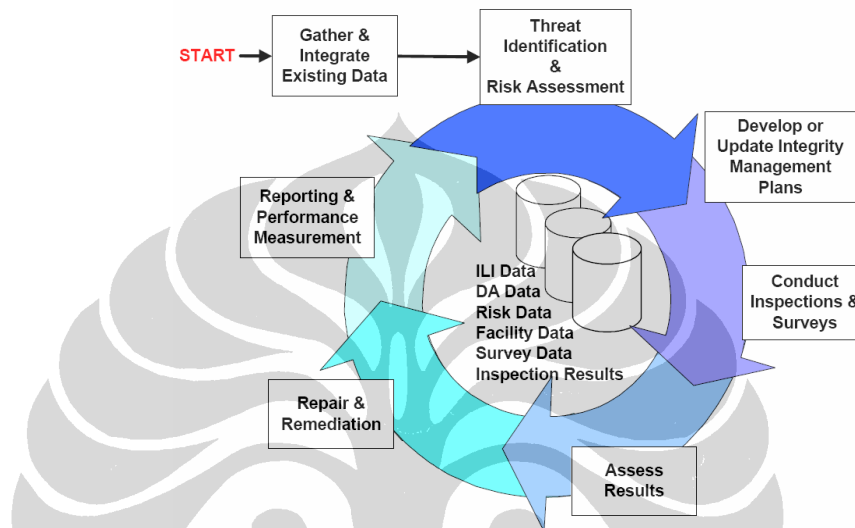 START
Gather &
Integrate
Existing Data
Threat
Identification
&
Risk Assessment
Develop or
Update Integrity
Management
Plans
Conduct
Inspections &
Surveys
Assess
Results
Repair &
Remediation
Reporting &
Performance
Measurement
ILI Data
DA Data
Risk Data
Facility Data
Survey Data
Inspection Results